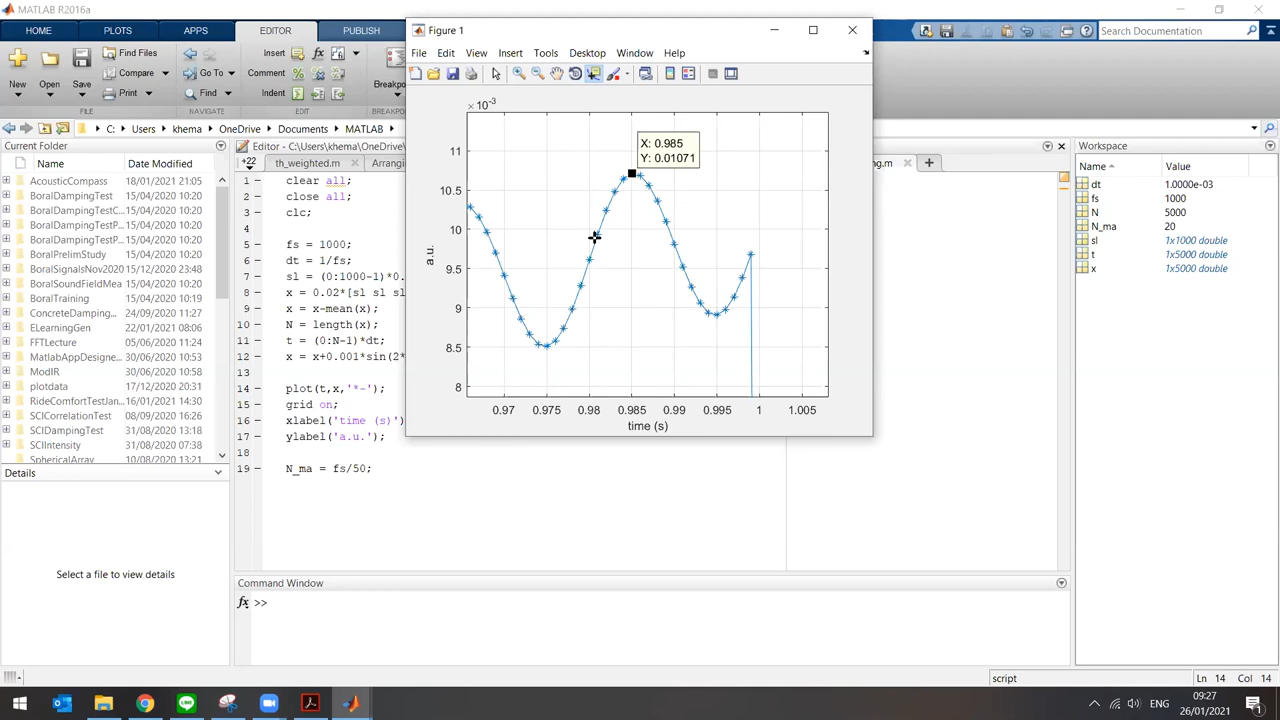 MATLAB R2016a
HOME PLOTS APPS EDITOR PUBLISH
Search Documentation
New Open Save
Find Files
Compare
Print
Go To
Find
Insert
Comment
Indent
FILE NAVIGATE
C: Users khema OneDrive Documents MATLAB
Current Folder
Name Date Modified
AcousticCompass 18/01/2021 21:05
BoralDampingTest 15/04/2020 10:20
BoralDampingTestC... 15/04/2020 10:20
BoralDampingTestP... 15/04/2020 10:20
BoralPrelimStudy 15/04/2020 10:20
BoralSignalsNov2020 15/04/2020 10:20
BoralSoundFieldMea 15/04/2020 10:20
BoralTraining 15/04/2020 10:19
ConcreteDamping... 24/09/2020 11:27
ElearningGen 22/01/2021 08:06
FFTLecture 05/06/2020 11:24
MatlabAppDesigne... 30/06/2020 10:53
ModIR 30/06/2020 10:58
plotdata 17/12/2020 20:31
RideComfortTestJan... 16/01/2021 14:30
SCICorrelationTest 02/08/2020 09:16
SCIDampingTest 31/08/2020 13:18
SCIIntensity 31/08/2020 07:38
SphericalArray 10/08/2020 13:21
Details
Select a file to view details
Editor - C:\Users\khema\OneDrive\
+22 th_weighted.m
1 clear all;
2 close all;
3 clc;
4
5 fs = 1000;
6 dt = 1/fs;
7 sl = (0:1000-1)*0.
8 x = 0.02*[sl sl sl
9 x = x-mean(x);
10 N = length(x);
11 t = (0:N-1)*dt;
12 x = x+0.001*sin(2*
13
14 plot(t,x,'*-');
15 grid on;
16 xlabel('time (s)')
17 ylabel('a.u.');
18
19 N_ma = fs/50;
Figure 1
File Edit View Insert Tools Desktop Window Help
× 10-3
11
10.5
10
9.5
9
8.5
8
a.u.
X: 0.985
Y: 0.01071
0.97 0.975 0.98 0.985 0.99 0.995 1 1.005
time (s)
Workspace
Name Value
dt 1.0000e-03
fs 1000
N 5000
N_ma 20
sl 1x1000 double
t 1x5000 double
x 1x5000 double
Command Window
fx >>
script Ln 14 Col 14
ENG 09:27
26/01/2021